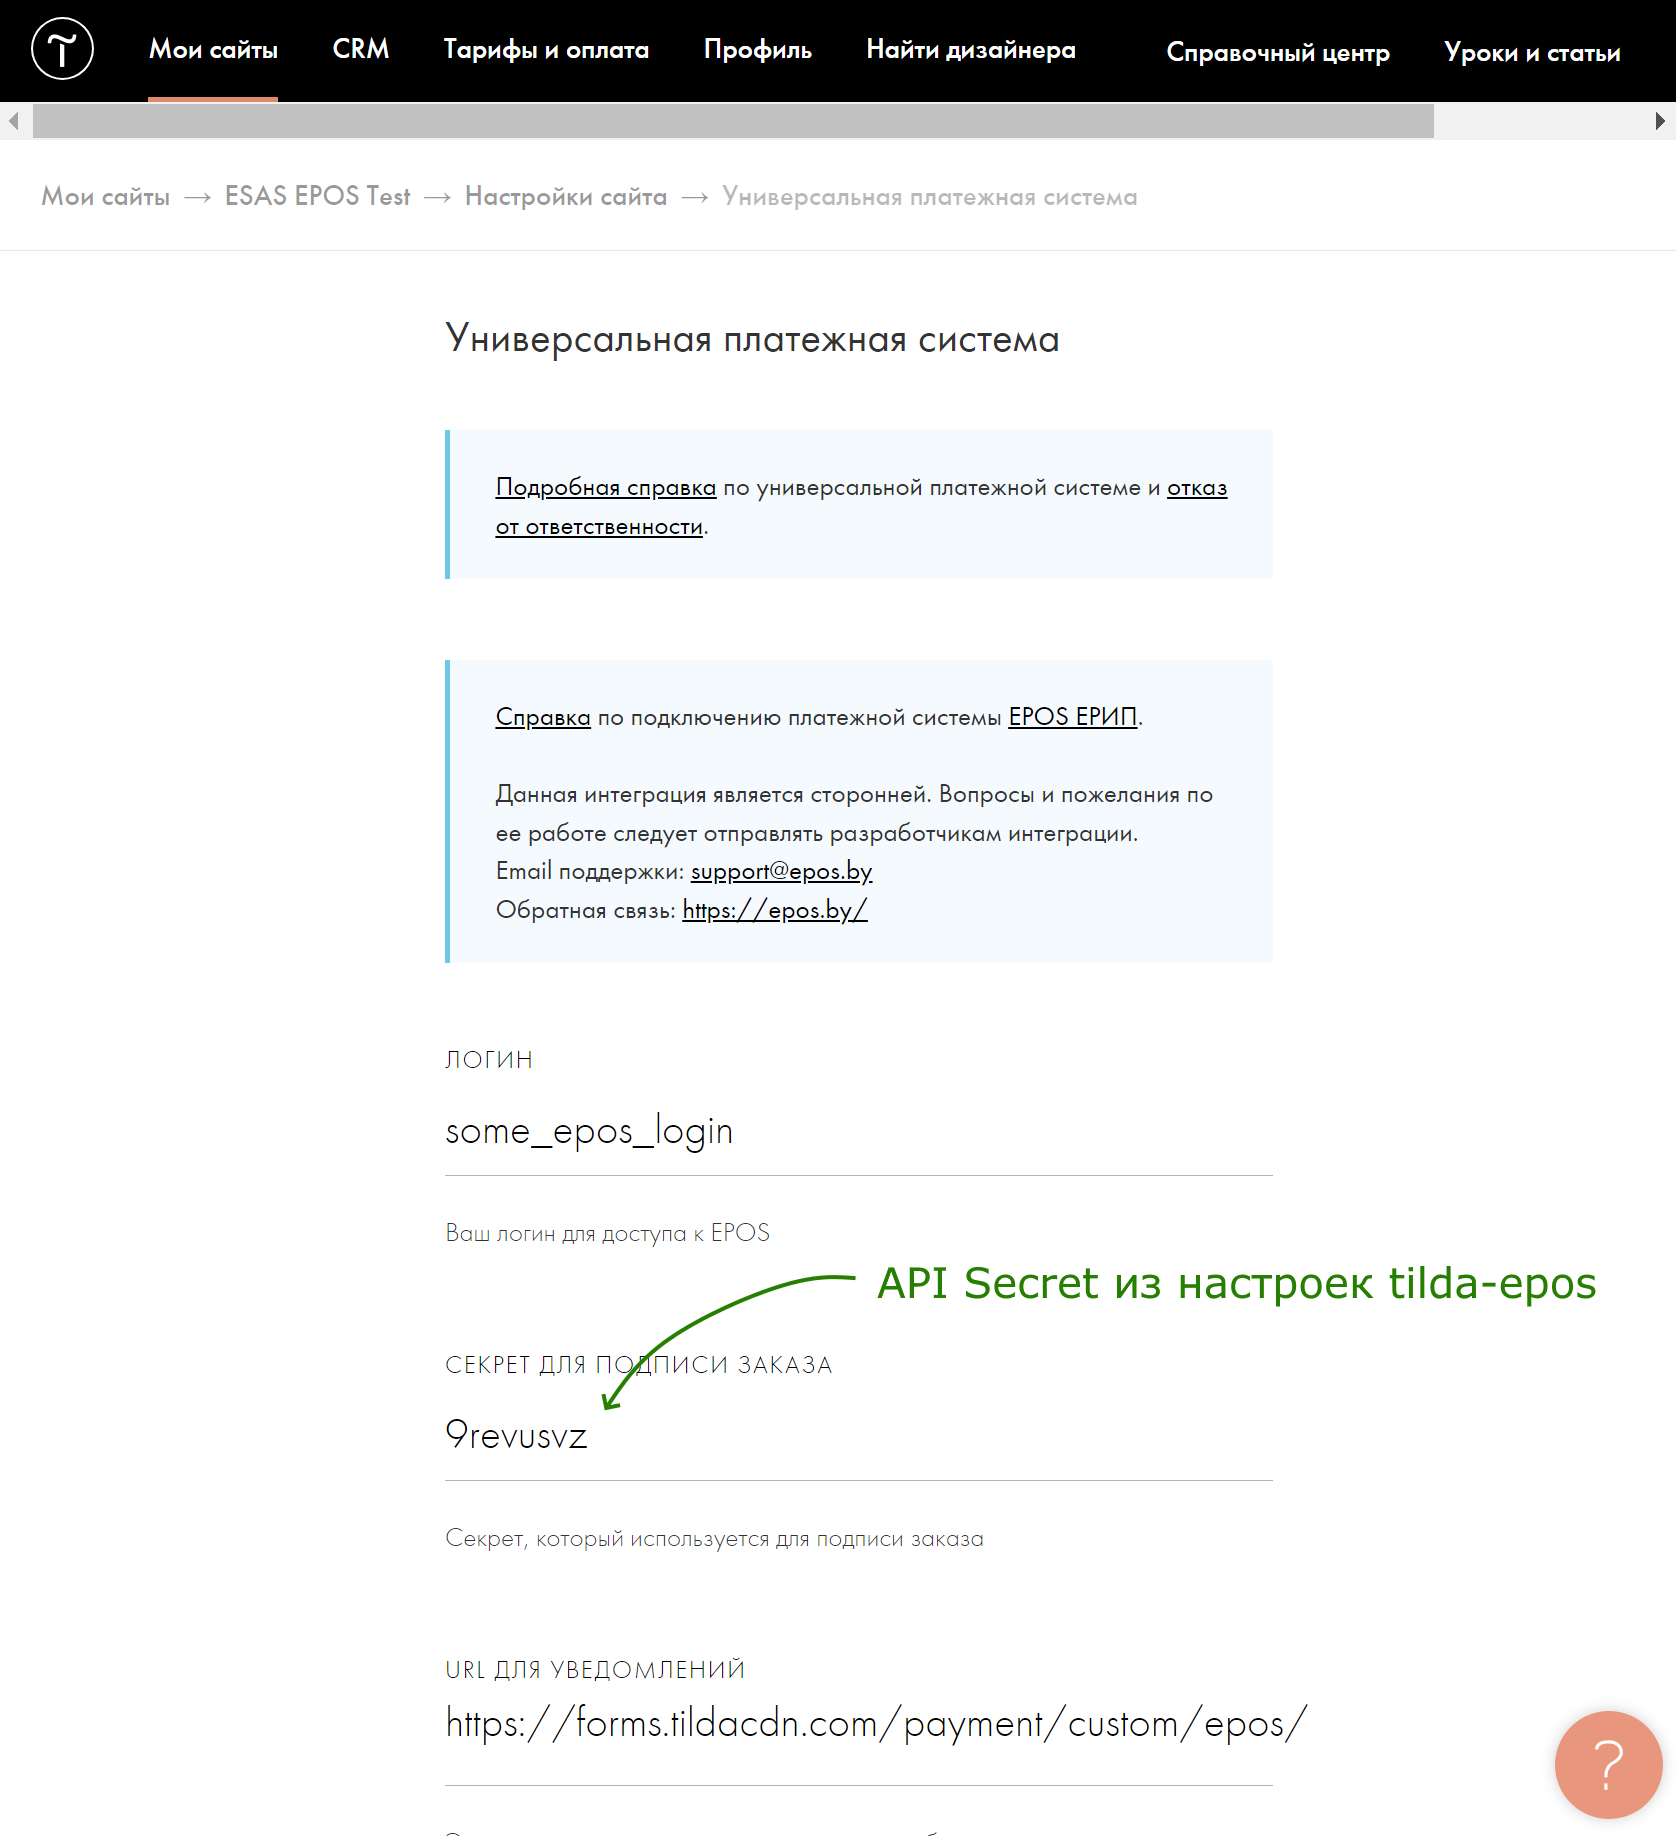 Мои сайты CRM Тарифы и оплата Профиль Найти дизайнера Справочный центр Уроки и статьи
Мои сайты → ESAS EPOS Test → Настройки сайта → Универсальная платежная система
Универсальная платежная система
Подробная справка по универсальной платежной системе и отказ
от ответственности.
Справка по подключению платежной системы EPOS ЕРИП.
Данная интеграция является сторонней. Вопросы и пожелания по
ее работе следует отправлять разработчикам интеграции.
Email поддержки: support@epos.by
Обратная связь: https://epos.by/
ЛОГИН
some_epos_login
Ваш логин для доступа к EPOS
API Secret из настроек tilda-epos
СЕКРЕТ ДЛЯ ПОДПИСИ ЗАКАЗА
9revusvz
Секрет, который используется для подписи заказа
URL ДЛЯ УВЕДОМЛЕНИЙ
https://forms.tildacdn.com/payment/custom/epos/
?